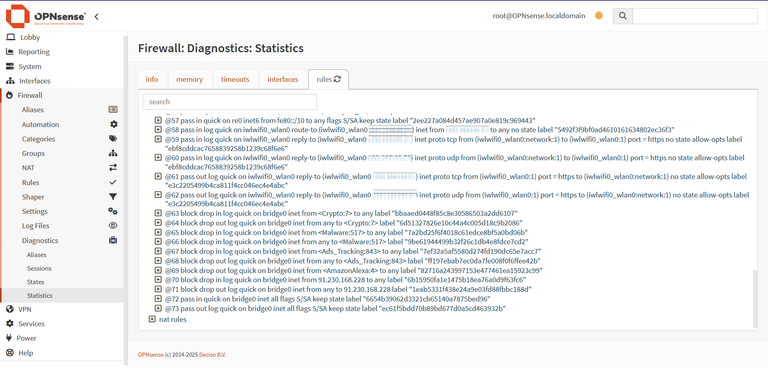 OPNsense®
root@OPNsense.localdomain
Lobby
Reporting
System
Interfaces
Firewall
Aliases
Automation
Categories
Groups
NAT
Rules
Shaper
Settings
Log Files
Diagnostics
Aliases
Sessions
States
Statistics
VPN
Services
Power
Help
Firewall: Diagnostics: Statistics
info
memory
timeouts
interfaces
rules
search
@57 pass in quick on re0 inet6 from fe80::/10 to any flags S/SA keep state label "2ee227a084d457ae907a0e819c969443"
@58 pass in log quick on iwlwifi0_wlan0 route-to (iwlwifi0_wlan0 ) inet from to any no state label "5492f3f9bf0ad4610161634802ec36f3"
@59 pass in log quick on iwlwifi0_wlan0 reply-to (iwlwifi0_wlan0 ) inet proto tcp from (iwlwifi0_wlan0:network:1) to (iwlwifi0_wlan0:network:1) port = https no state allow-opts label
"ebf8cddcac7658839258b1239c68f6e6"
@60 pass in log quick on iwlwifi0_wlan0 reply-to (iwlwifi0_wlan0 ) inet proto udp from (iwlwifi0_wlan0:network:1) to (iwlwifi0_wlan0:network:1) port = https no state allow-opts label
"ebf8cddcac7658839258b1239c68f6e6"
@61 pass out log quick on iwlwifi0_wlan0 reply-to (iwlwifi0_wlan0 ) inet proto tcp from (iwlwifi0_wlan0:1) to (iwlwifi0_wlan0:1) port = https no state allow-opts label
"e3c2205499b4ca811f4cc046ec4e4abc"
@62 pass out log quick on iwlwifi0_wlan0 reply-to (iwlwifi0_wlan0 ) inet proto udp from (iwlwifi0_wlan0:network:1) to (iwlwifi0_wlan0:1) port = https to (iwlwifi0_wlan0:1) port = https no state allow-opts label
"e3c2205499b4ca811f4cc046ec4e4abc"
@63 block drop in log quick on bridge0 inet from <Crypto:7> to any label "bbaaed0448f85c8e30586503a2dd6107"
@64 block drop out log quick on bridge0 inet from any to <Crypto:7> label "6d51327826e10c44a4c005d18c9b2086"
@65 block drop in log quick on bridge0 inet from <Malware:517> to any label "7a2bd25f6f4018c61edce8bf5a0bd06b"
@66 block drop out log quick on bridge0 inet from any to <Malware:517> label "9be61944499b32f26c1db4e8fdce7cd2"
@67 block drop in log quick on bridge0 inet from <Ads_Tracking:843> to any label "7ef32a5af5580d274fd190dc65e7acc7"
@68 block drop out log quick on bridge0 inet from any to <Ads_Tracking:843> label "ff197ebab7ec0da7fe008f0f6ffee42b"
@69 block drop in log quick on bridge0 inet from <AmazonAlexa:4> to any label "82716a243997153e477461ea15923c99"
@70 block drop in log quick on bridge0 inet from 91.230.168.228 to any label "6b15950fa1e1475b18ea76a0d9f63fc6"
@71 block drop out log quick on bridge0 inet from any to 91.230.168.228 label "1eab5331f438e24a9e03fd88fbbc188d"
@72 pass in quick on bridge0 inet all flags S/SA keep state label "6654b39062d3321cb65140a7875bed96"
@73 pass out log quick on bridge0 inet all flags S/SA keep state label "ec61f5bdd70b89bd677d0a5cd463932b"
nat rules
OPNsense (c) 2014-2025 Deciso B.V.